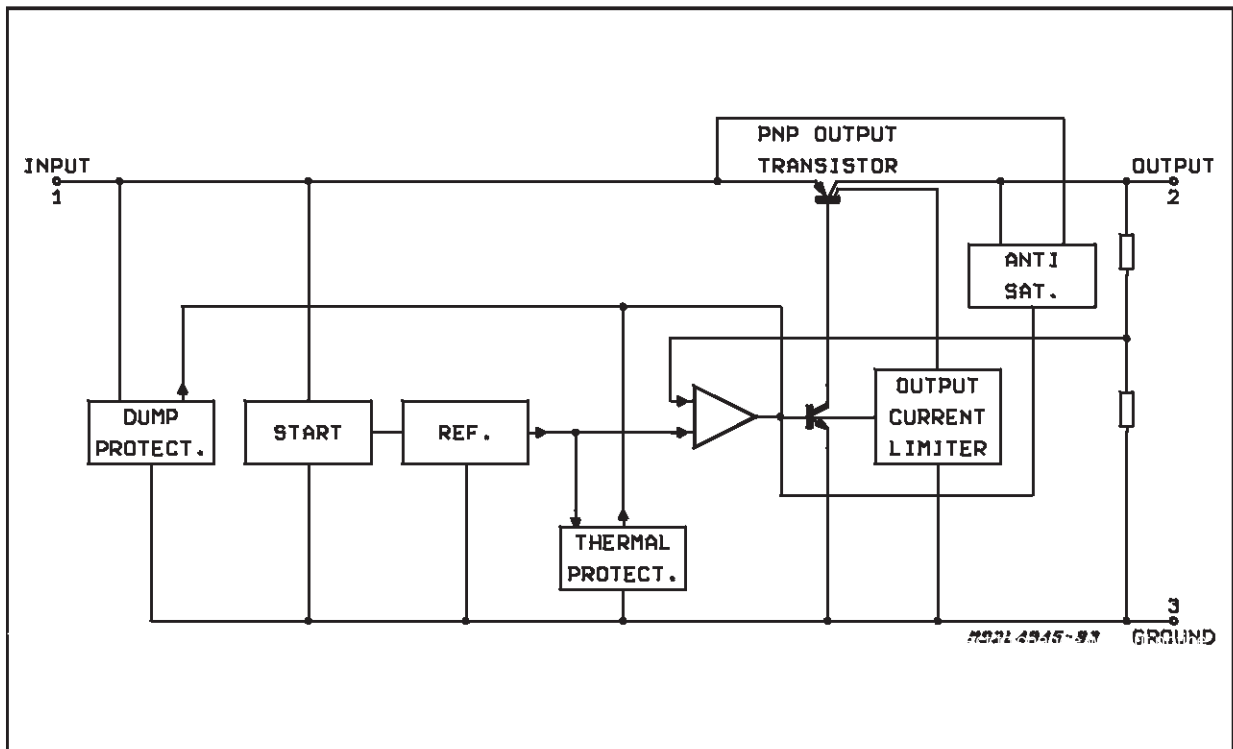 PNP OUTPUT
TRANSISTOR
INPUT
1
OUTPUT
2
ANTI
SAT.
DUMP
PROTECT.
START
REF.
OUTPUT
CURRENT
LIMITER
THERMAL
PROTECT.
3
GROUND